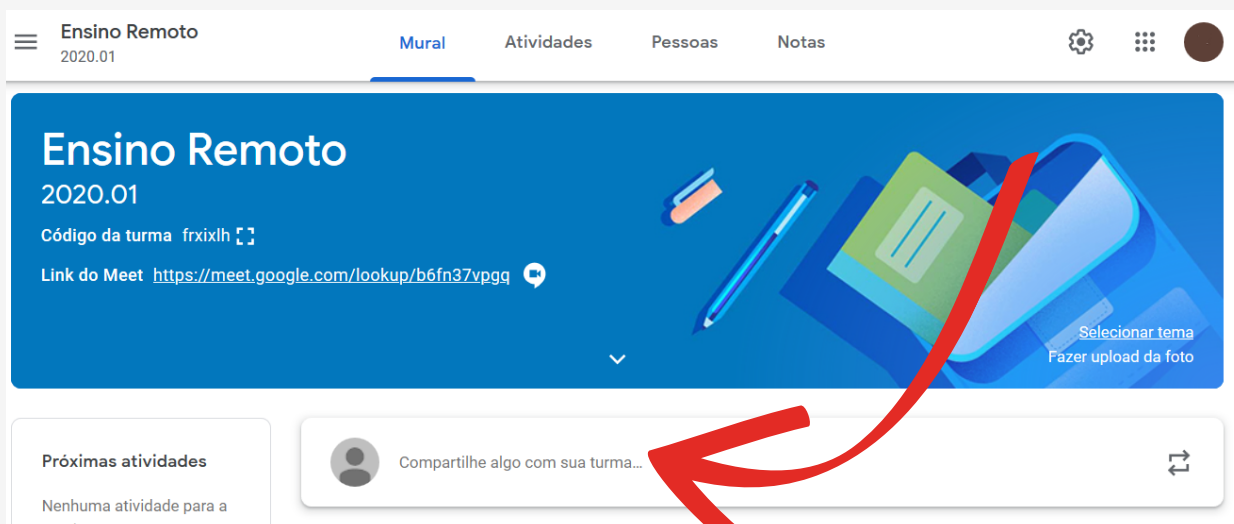 Ensino Remoto
2020.01
Mural Atividades Pessoas Notas
Ensino Remoto
2020.01
Código da turma frxixlh
Link do Meet https://meet.google.com/lookup/b6fn37vpgq
Selecionar tema
Fazer upload da foto
Próximas atividades
Nenhuma atividade para a
Compartilhe algo com sua turma...